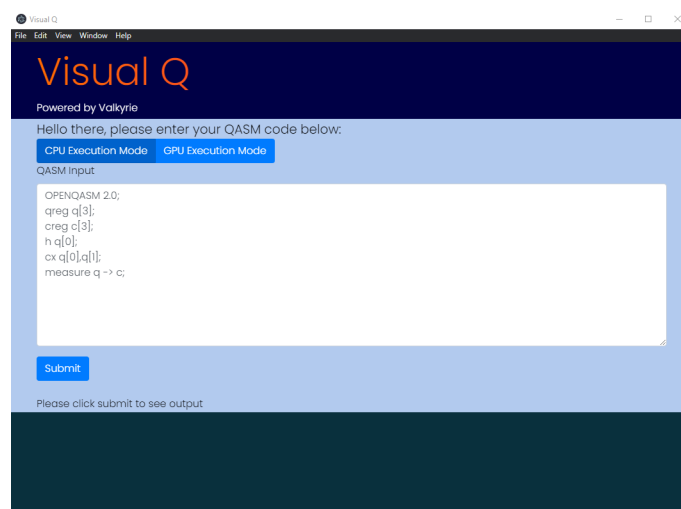 Visual Q
File Edit View Window Help
Visual Q
Powered by Valkyrie
Hello there, please enter your QASM code below:
CPU Execution Mode GPU Execution Mode
QASM Input
OPENQASM 2.0;
qreg q[3];
creg c[3];
h q[0];
cx q[0],q[1];
measure q -> c;
Submit
Please click submit to see output